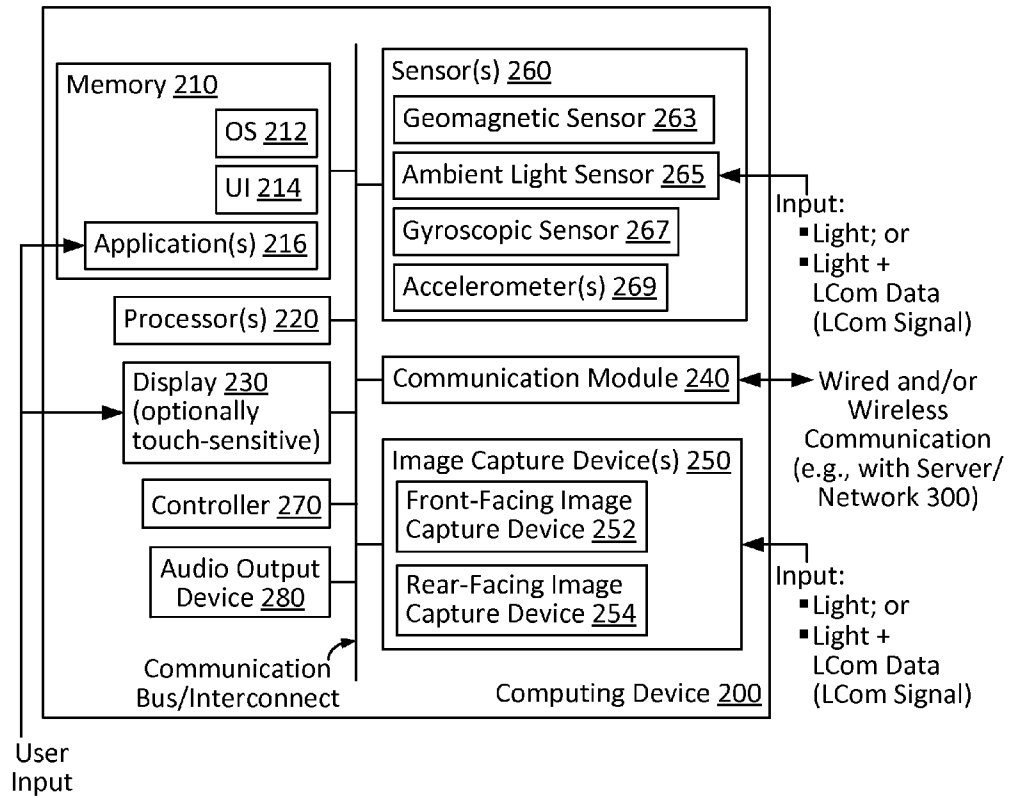 Memory 210
OS 212
UI 214
Application(s) 216
Processor(s) 220
Display 230
(optionally
touch-sensitive)
Controller 270
Audio Output
Device 280
Communication
Bus/Interconnect
Sensor(s) 260
Geomagnetic Sensor 263
Ambient Light Sensor 265
Gyroscopic Sensor 267
Accelerometer(s) 269
Communication Module 240
Image Capture Device(s) 250
Front-Facing Image
Capture Device 252
Rear-Facing Image
Capture Device 254
Computing Device 200
Input:
▪Light; or
▪Light +
LCom Data
(LCom Signal)
Wired and/or
Wireless
Communication
(e.g., with Server/
Network 300)
Input:
▪Light; or
▪Light +
LCom Data
(LCom Signal)
User
Input